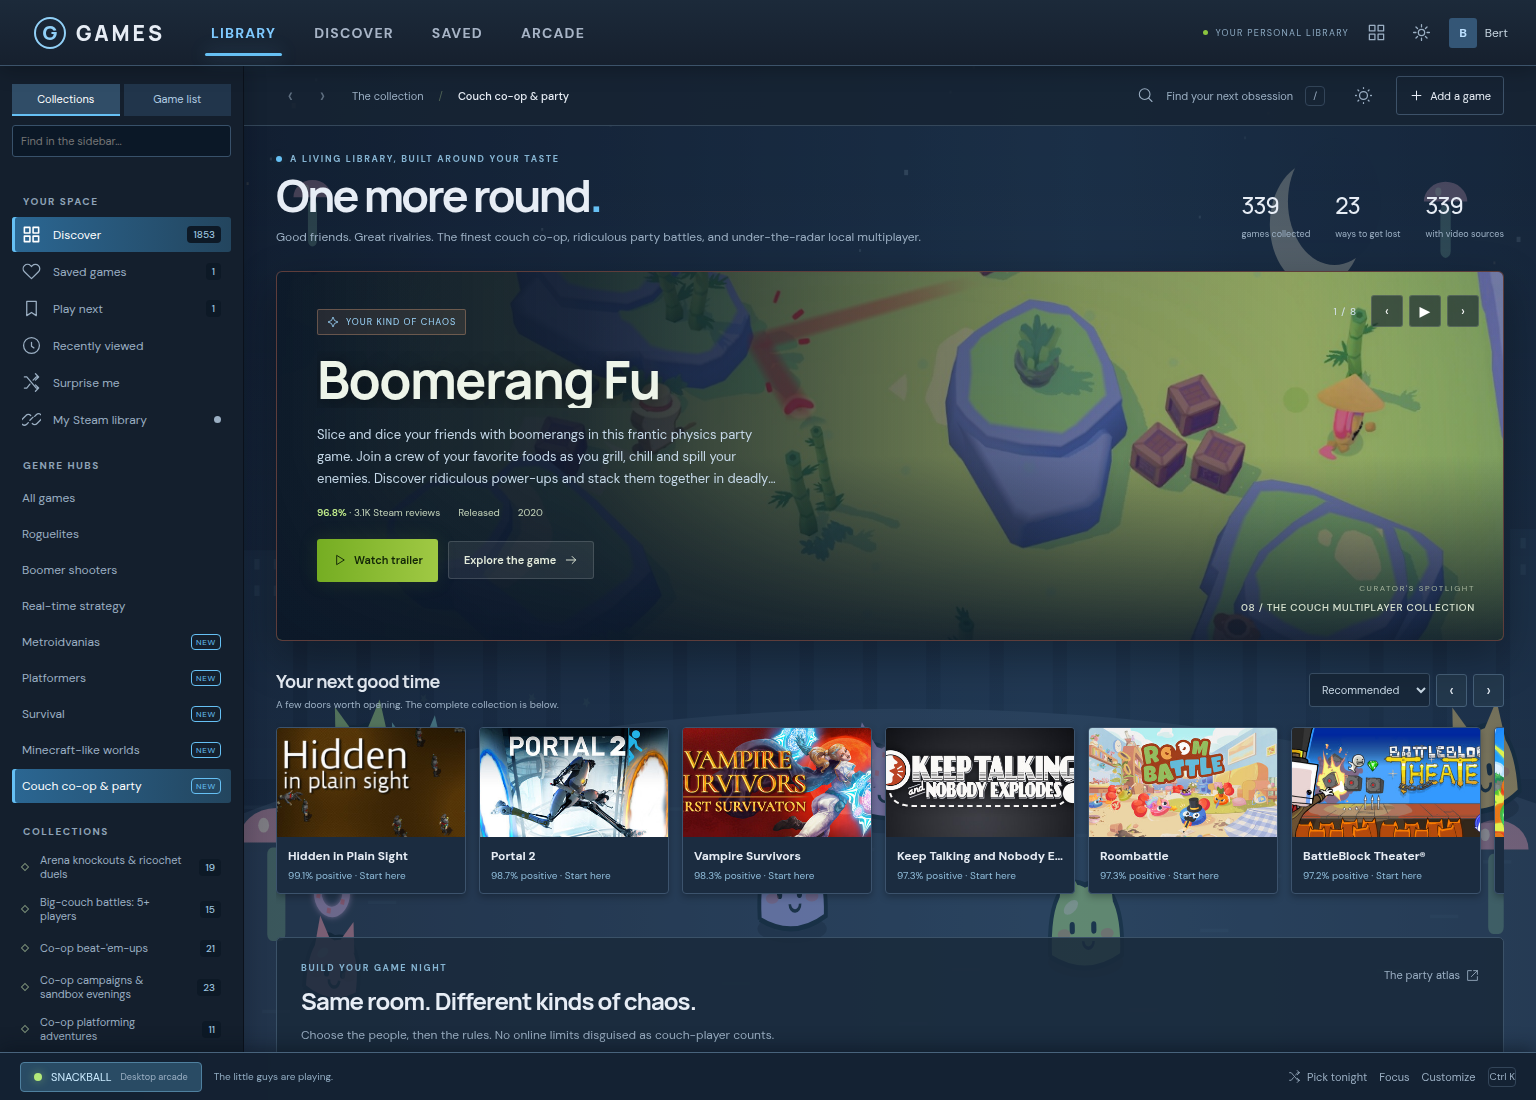 G GAMES
LIBRARY DISCOVER SAVED ARCADE
YOUR PERSONAL LIBRARY
B Bert
Collections Game list
Find in the sidebar...
YOUR SPACE
Discover 1853
Saved games 1
Play next 1
Recently viewed
Surprise me
My Steam library
GENRE HUBS
All games
Roguelites
Boomer shooters
Real-time strategy
Metroidvanias NEW
Platformers NEW
Survival NEW
Minecraft-like worlds NEW
Couch co-op & party NEW
COLLECTIONS
Arena knockouts & ricochet
duels 19
Big-couch battles: 5+
players 15
Co-op beat-'em-ups 21
Co-op campaigns &
sandbox evenings 23
Co-op platforming
adventures 11
‹ › The collection / Couch co-op & party
Find your next obsession /
+ Add a game
A LIVING LIBRARY, BUILT AROUND YOUR TASTE
One more round.
Good friends. Great rivalries. The finest couch co-op, ridiculous party battles, and under-the-radar local multiplayer.
339 23 339
games collected ways to get lost with video sources
1 / 8 ‹ ›
YOUR KIND OF CHAOS
Boomerang Fu
Slice and dice your friends with boomerangs in this frantic physics party
game. Join a crew of your favorite foods as you grill, chill and spill your
enemies. Discover ridiculous power-ups and stack them together in deadly...
96.8% · 3.1K Steam reviews Released 2020
Watch trailer Explore the game →
CURATOR'S SPOTLIGHT
08 / THE COUCH MULTIPLAYER COLLECTION
Your next good time
A few doors worth opening. The complete collection is below.
Recommended ‹ ›
Hidden
in plain sight
Hidden in Plain Sight
99.1% positive · Start here
PORTAL 2
Portal 2
98.7% positive · Start here
VAMPIRE
URVIVORS
RST SURVIVATON
Vampire Survivors
98.3% positive · Start here
KEEP TALKING
and NOBODY EXPLODES
Keep Talking and Nobody E...
97.3% positive · Start here
ROOM
BATTLE
Roombattle
97.3% positive · Start here
BATTLEBLO
THEATE
BattleBlock Theater®
97.2% positive · Start here
BUILD YOUR GAME NIGHT
The party atlas
Same room. Different kinds of chaos.
Choose the people, then the rules. No online limits disguised as couch-player counts.
SNACKBALL Desktop arcade The little guys are playing.
Pick tonight Focus Customize Ctrl K